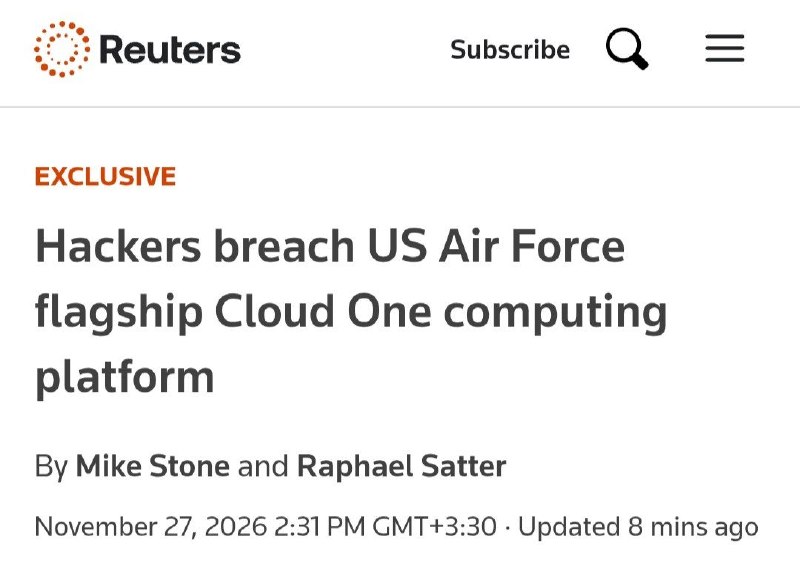 Reuters
Subscribe
EXCLUSIVE
Hackers breach US Air Force
flagship Cloud One computing
platform
By Mike Stone and Raphael Satter
November 27, 2026 2:31 PM GMT+3:30 · Updated 8 mins ago